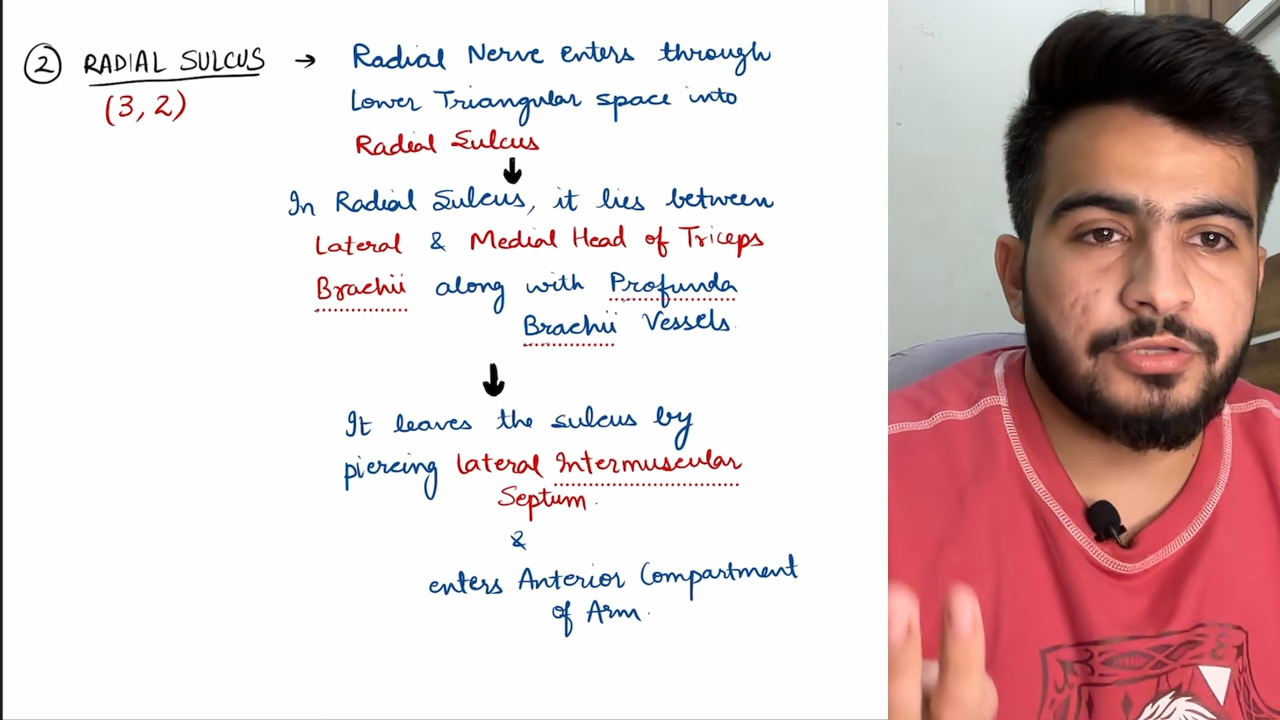 ② RADIAL SULCUS → Radial Nerve enters through
(3, 2)
Lower Triangular space into
Radial Sulcus
In Radial Sulcus, it lies between
Lateral & Medial Head of Triceps
Brachii along with Profunda
Brachii Vessels.
It leaves the sulcus by
piercing lateral Intermuscular
Septum.
&
enters Anterior Compartment
of Arm.